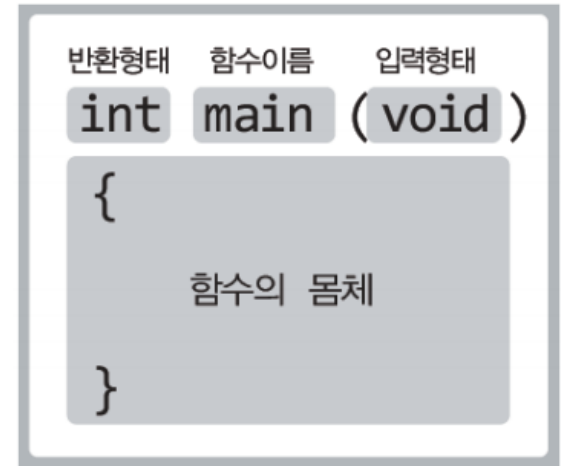 반환형태 함수이름 입력형태
int main (void)
{
함수의 몸체
}